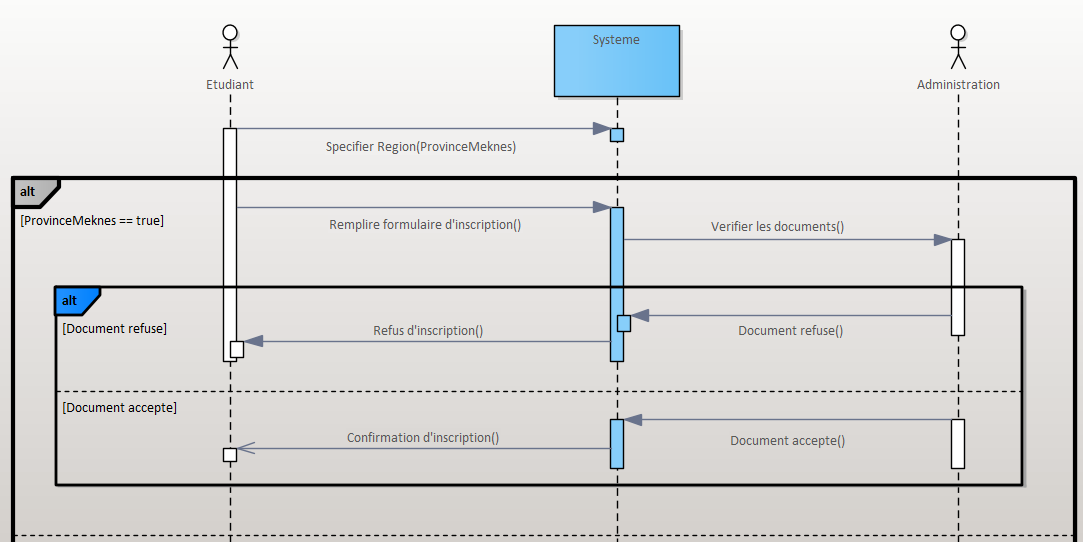 Etudiant
Systeme
Administration
Specifier Region(ProvinceMeknes)
alt
[ProvinceMeknes == true]
Remplire formulaire d'inscription()
Verifier les documents()
alt
[Document refuse]
Refus d'inscription()
Document refuse()
[Document accepte]
Confirmation d'inscription()
Document accepte()